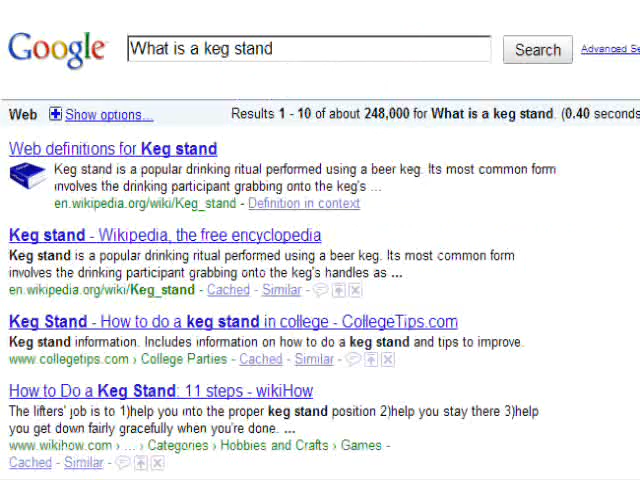 Google What is a keg stand Search Advanced Se
Web Show options... Results 1 - 10 of about 248,000 for What is a keg stand. (0.40 seconds
Web definitions for Keg stand
Keg stand is a popular drinking ritual performed using a beer keg. Its most common form
involves the drinking participant grabbing onto the keg's ...
en.wikipedia.org/wiki/Keg_stand - Definition in context
Keg stand - Wikipedia, the free encyclopedia
Keg stand is a popular drinking ritual performed using a beer keg. Its most common form
involves the drinking participant grabbing onto the keg's handles as ...
en.wikipedia.org/wiki/Keg_stand - Cached - Similar -
Keg Stand - How to do a keg stand in college - CollegeTips.com
Keg stand information. Includes information on how to do a keg stand and tips to improve.
www.collegetips.com › College Parties - Cached - Similar -
How to Do a Keg Stand: 11 steps - wikiHow
The lifters' job is to 1)help you into the proper keg stand position 2)help you stay there 3)help
you get down fairly gracefully when you're done. ...
www.wikihow.com › ... › Categories › Hobbies and Crafts › Games -
Cached - Similar -